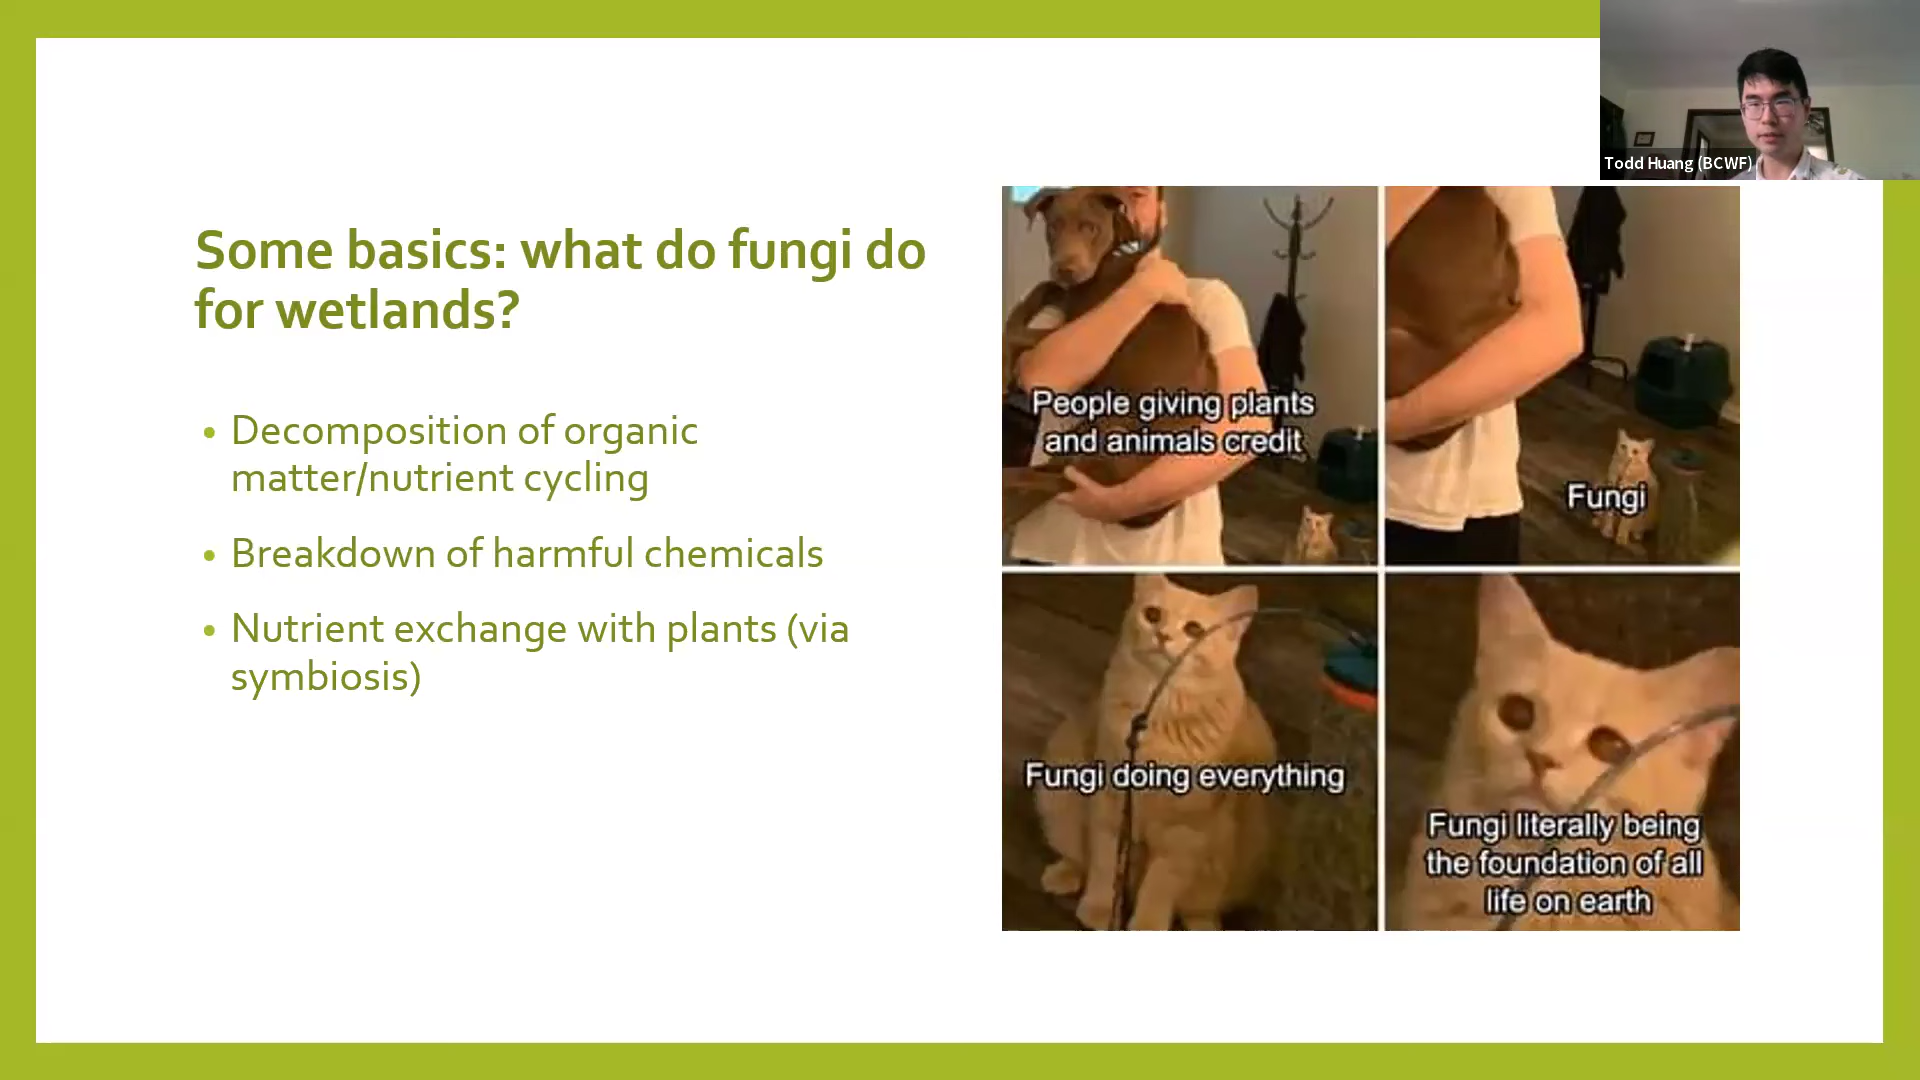 Todd Huang (BCWF)
Some basics: what do fungi do
for wetlands?
• Decomposition of organic
matter/nutrient cycling
• Breakdown of harmful chemicals
• Nutrient exchange with plants (via
symbiosis)
People giving plants
and animals credit
Fungi
Fungi doing everything
Fungi literally being
the foundation of all
life on earth